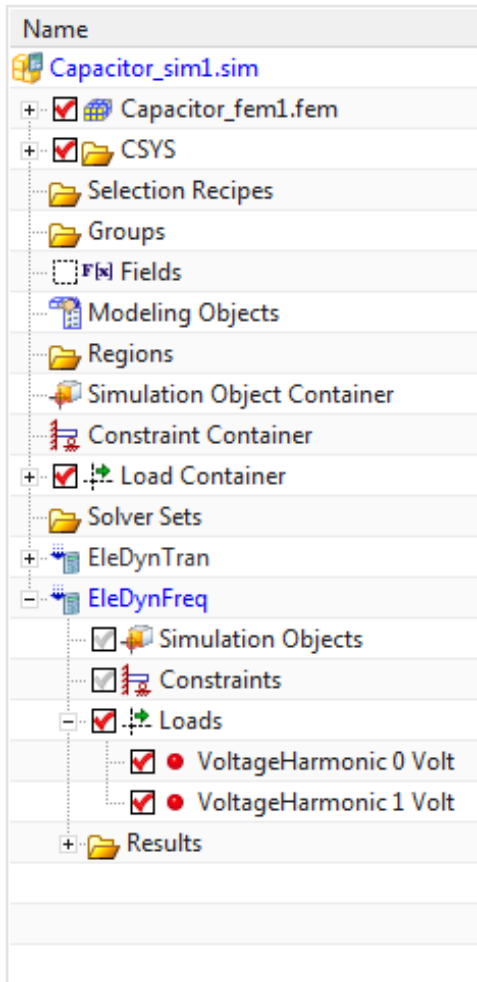 Name
Capacitor_sim1.sim
Capacitor_fem1.fem
CSYS
Selection Recipes
Groups
F[x] Fields
Modeling Objects
Regions
Simulation Object Container
Constraint Container
Load Container
Solver Sets
EleDynTran
EleDynFreq
Simulation Objects
Constraints
Loads
VoltageHarmonic 0 Volt
VoltageHarmonic 1 Volt
Results